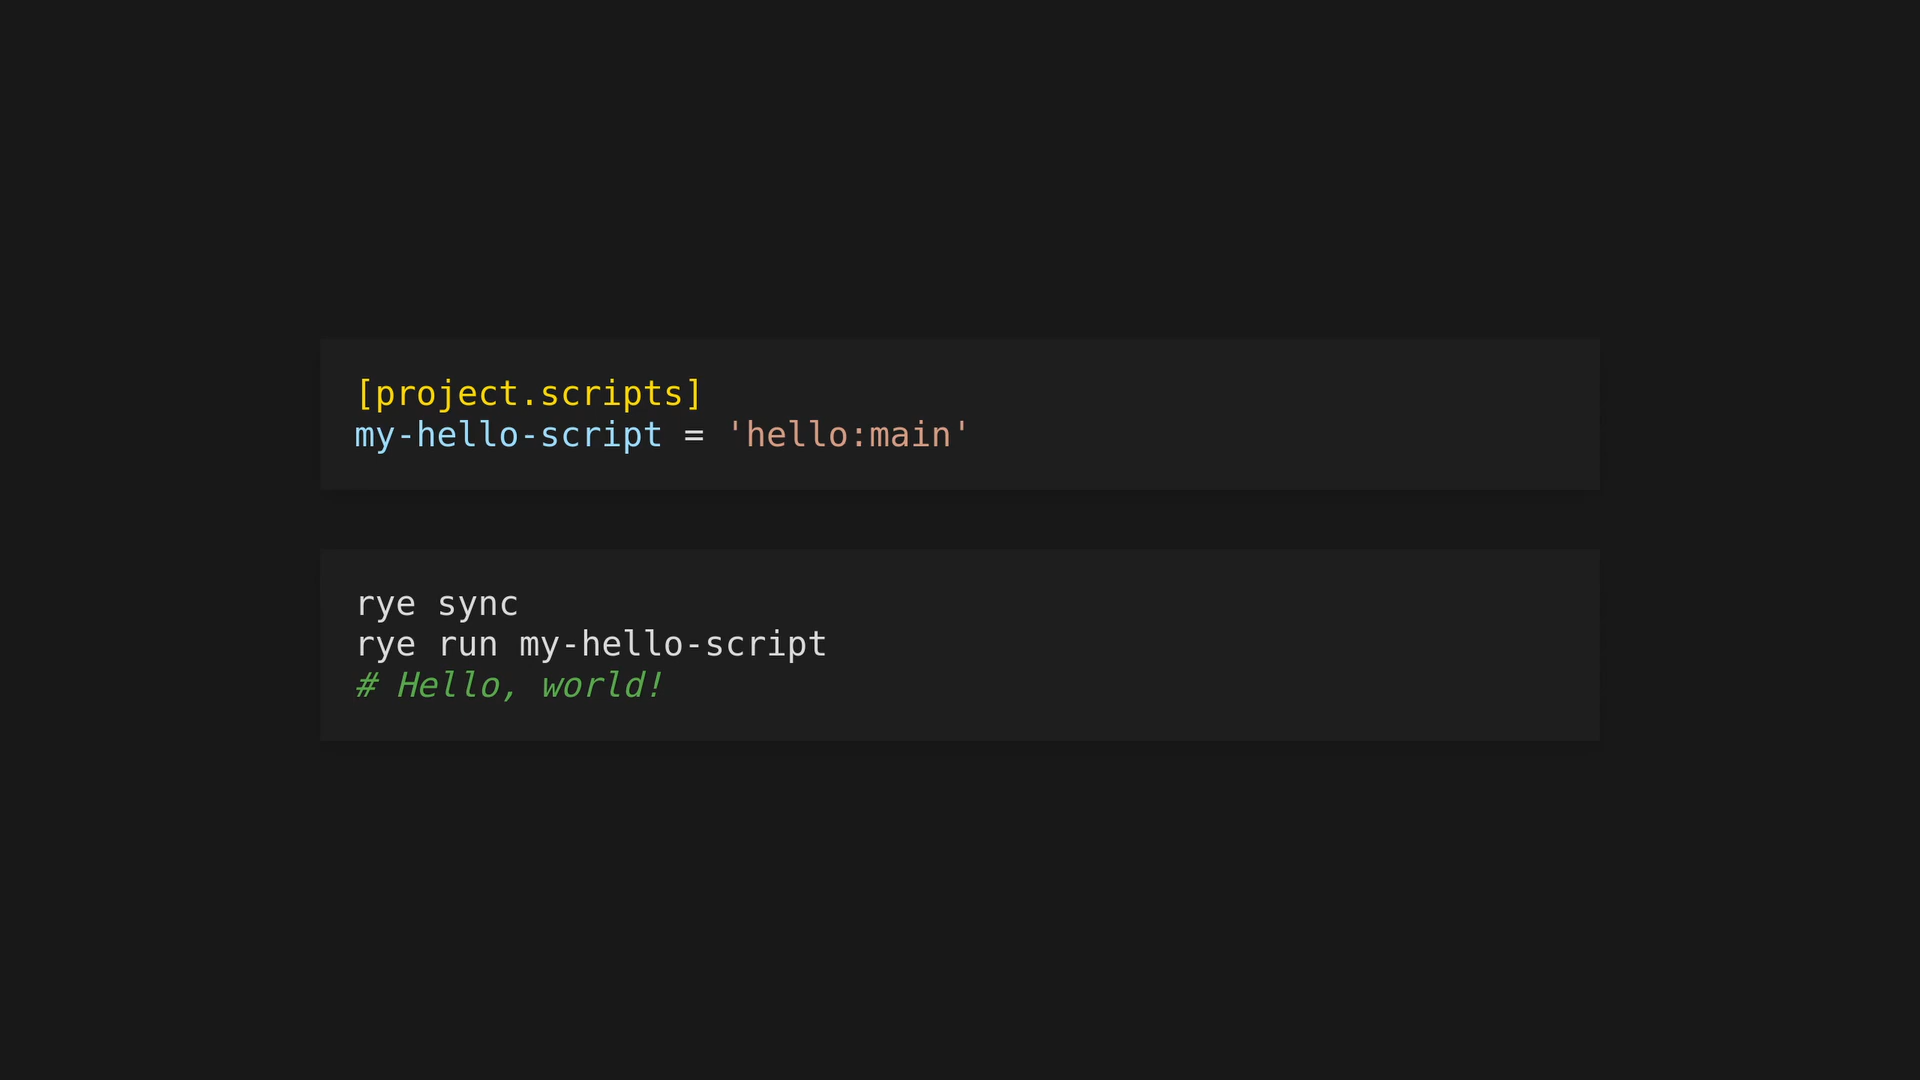 [project.scripts]
my-hello-script = 'hello:main'
rye sync
rye run my-hello-script
# Hello, world!